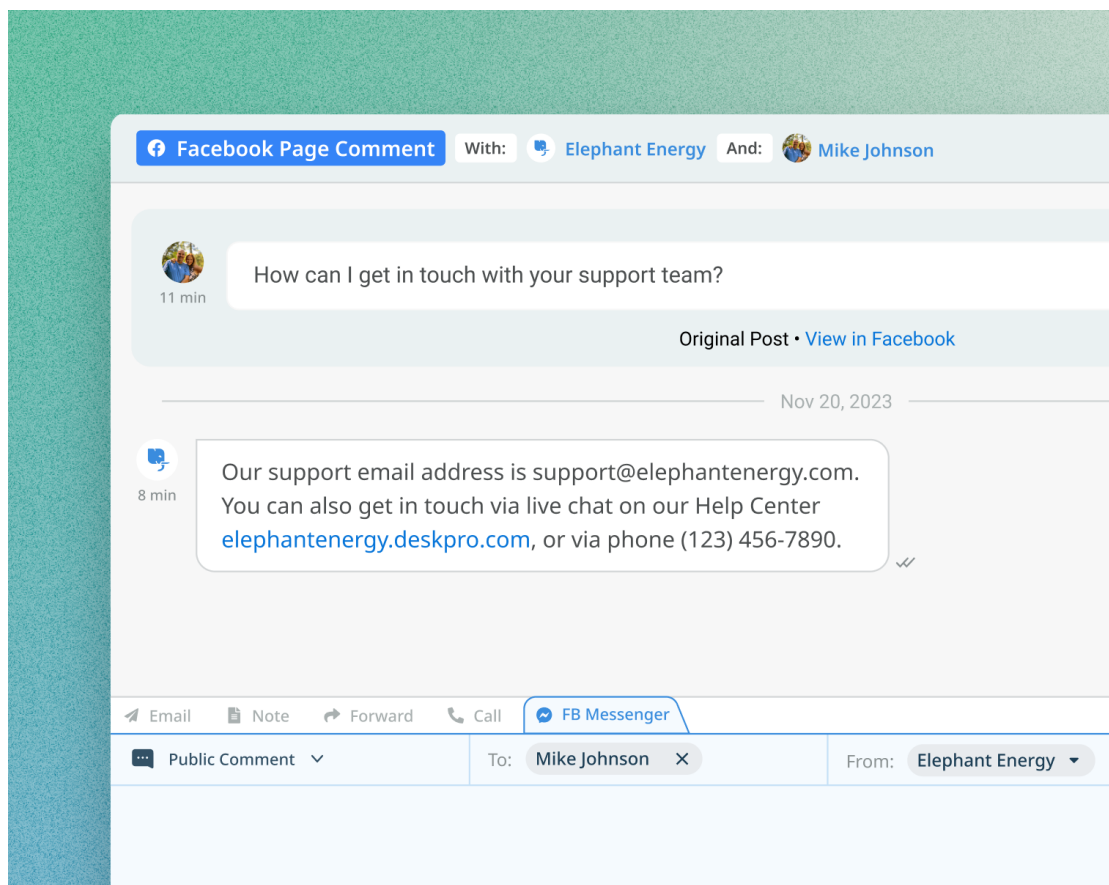 Facebook Page Comment With: Elephant Energy And: Mike Johnson
How can I get in touch with your support team?
11 min
Original Post • View in Facebook
Nov 20, 2023
Our support email address is support@elephantenergy.com.
8 min
You can also get in touch via live chat on our Help Center
elephantenergy.deskpro.com, or via phone (123) 456-7890.
Email Note Forward Call FB Messenger
Public Comment To: Mike Johnson From: Elephant Energy